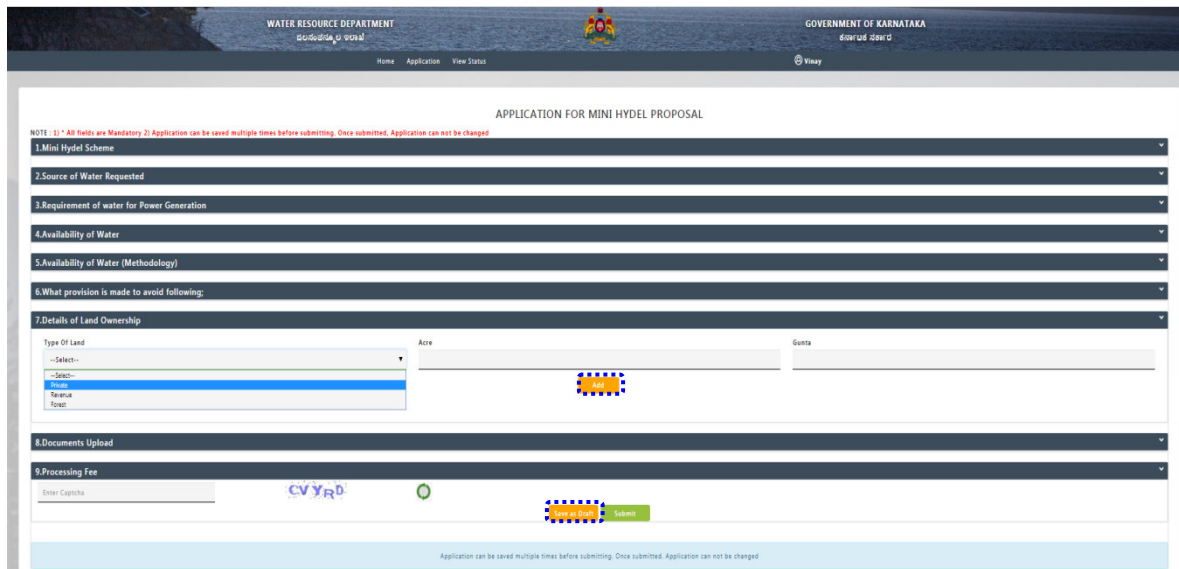 WATER RESOURCE DEPARTMENT
GOVERNMENT OF KARNATAKA
ಜಲಸಂಪನ್ಮೂಲ ಇಲಾಖೆ
ಕರ್ನಾಟಕ ಸರ್ಕಾರ
Home Application View Status
Vinay
APPLICATION FOR MINI HYDEL PROPOSAL
NOTE : 1) * All fields are Mandatory 2) Application can be saved multiple times before submitting. Once submitted, Application can not be changed
1.Mini Hydel Scheme
2.Source of Water Requested
3.Requirement of water for Power Generation
4.Availability of Water
5.Availability of Water (Methodology)
6.What provision is made to avoid following;
7.Details of Land Ownership
Type Of Land Acre Gunta
--Select--
--Select--
Private
Revenue
Forest
Add
8.Documents Upload
9.Processing Fee
Enter Captcha CVYRD
Save as Draft Submit
Application can be saved multiple times before submitting. Once submitted, Application can not be changed